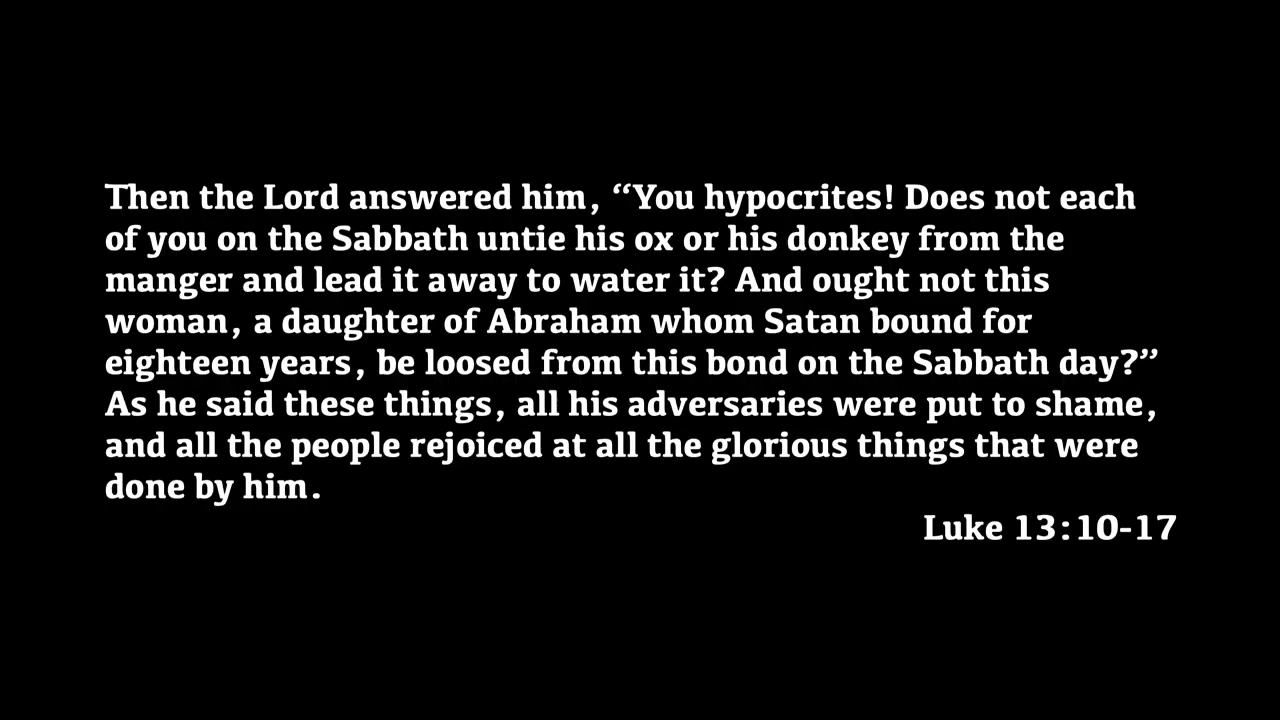 Then the Lord answered him, “You hypocrites! Does not each
of you on the Sabbath untie his ox or his donkey from the
manger and lead it away to water it? And ought not this
woman, a daughter of Abraham whom Satan bound for
eighteen years, be loosed from this bond on the Sabbath day?”
As he said these things, all his adversaries were put to shame,
and all the people rejoiced at all the glorious things that were
done by him.
Luke 13:10-17